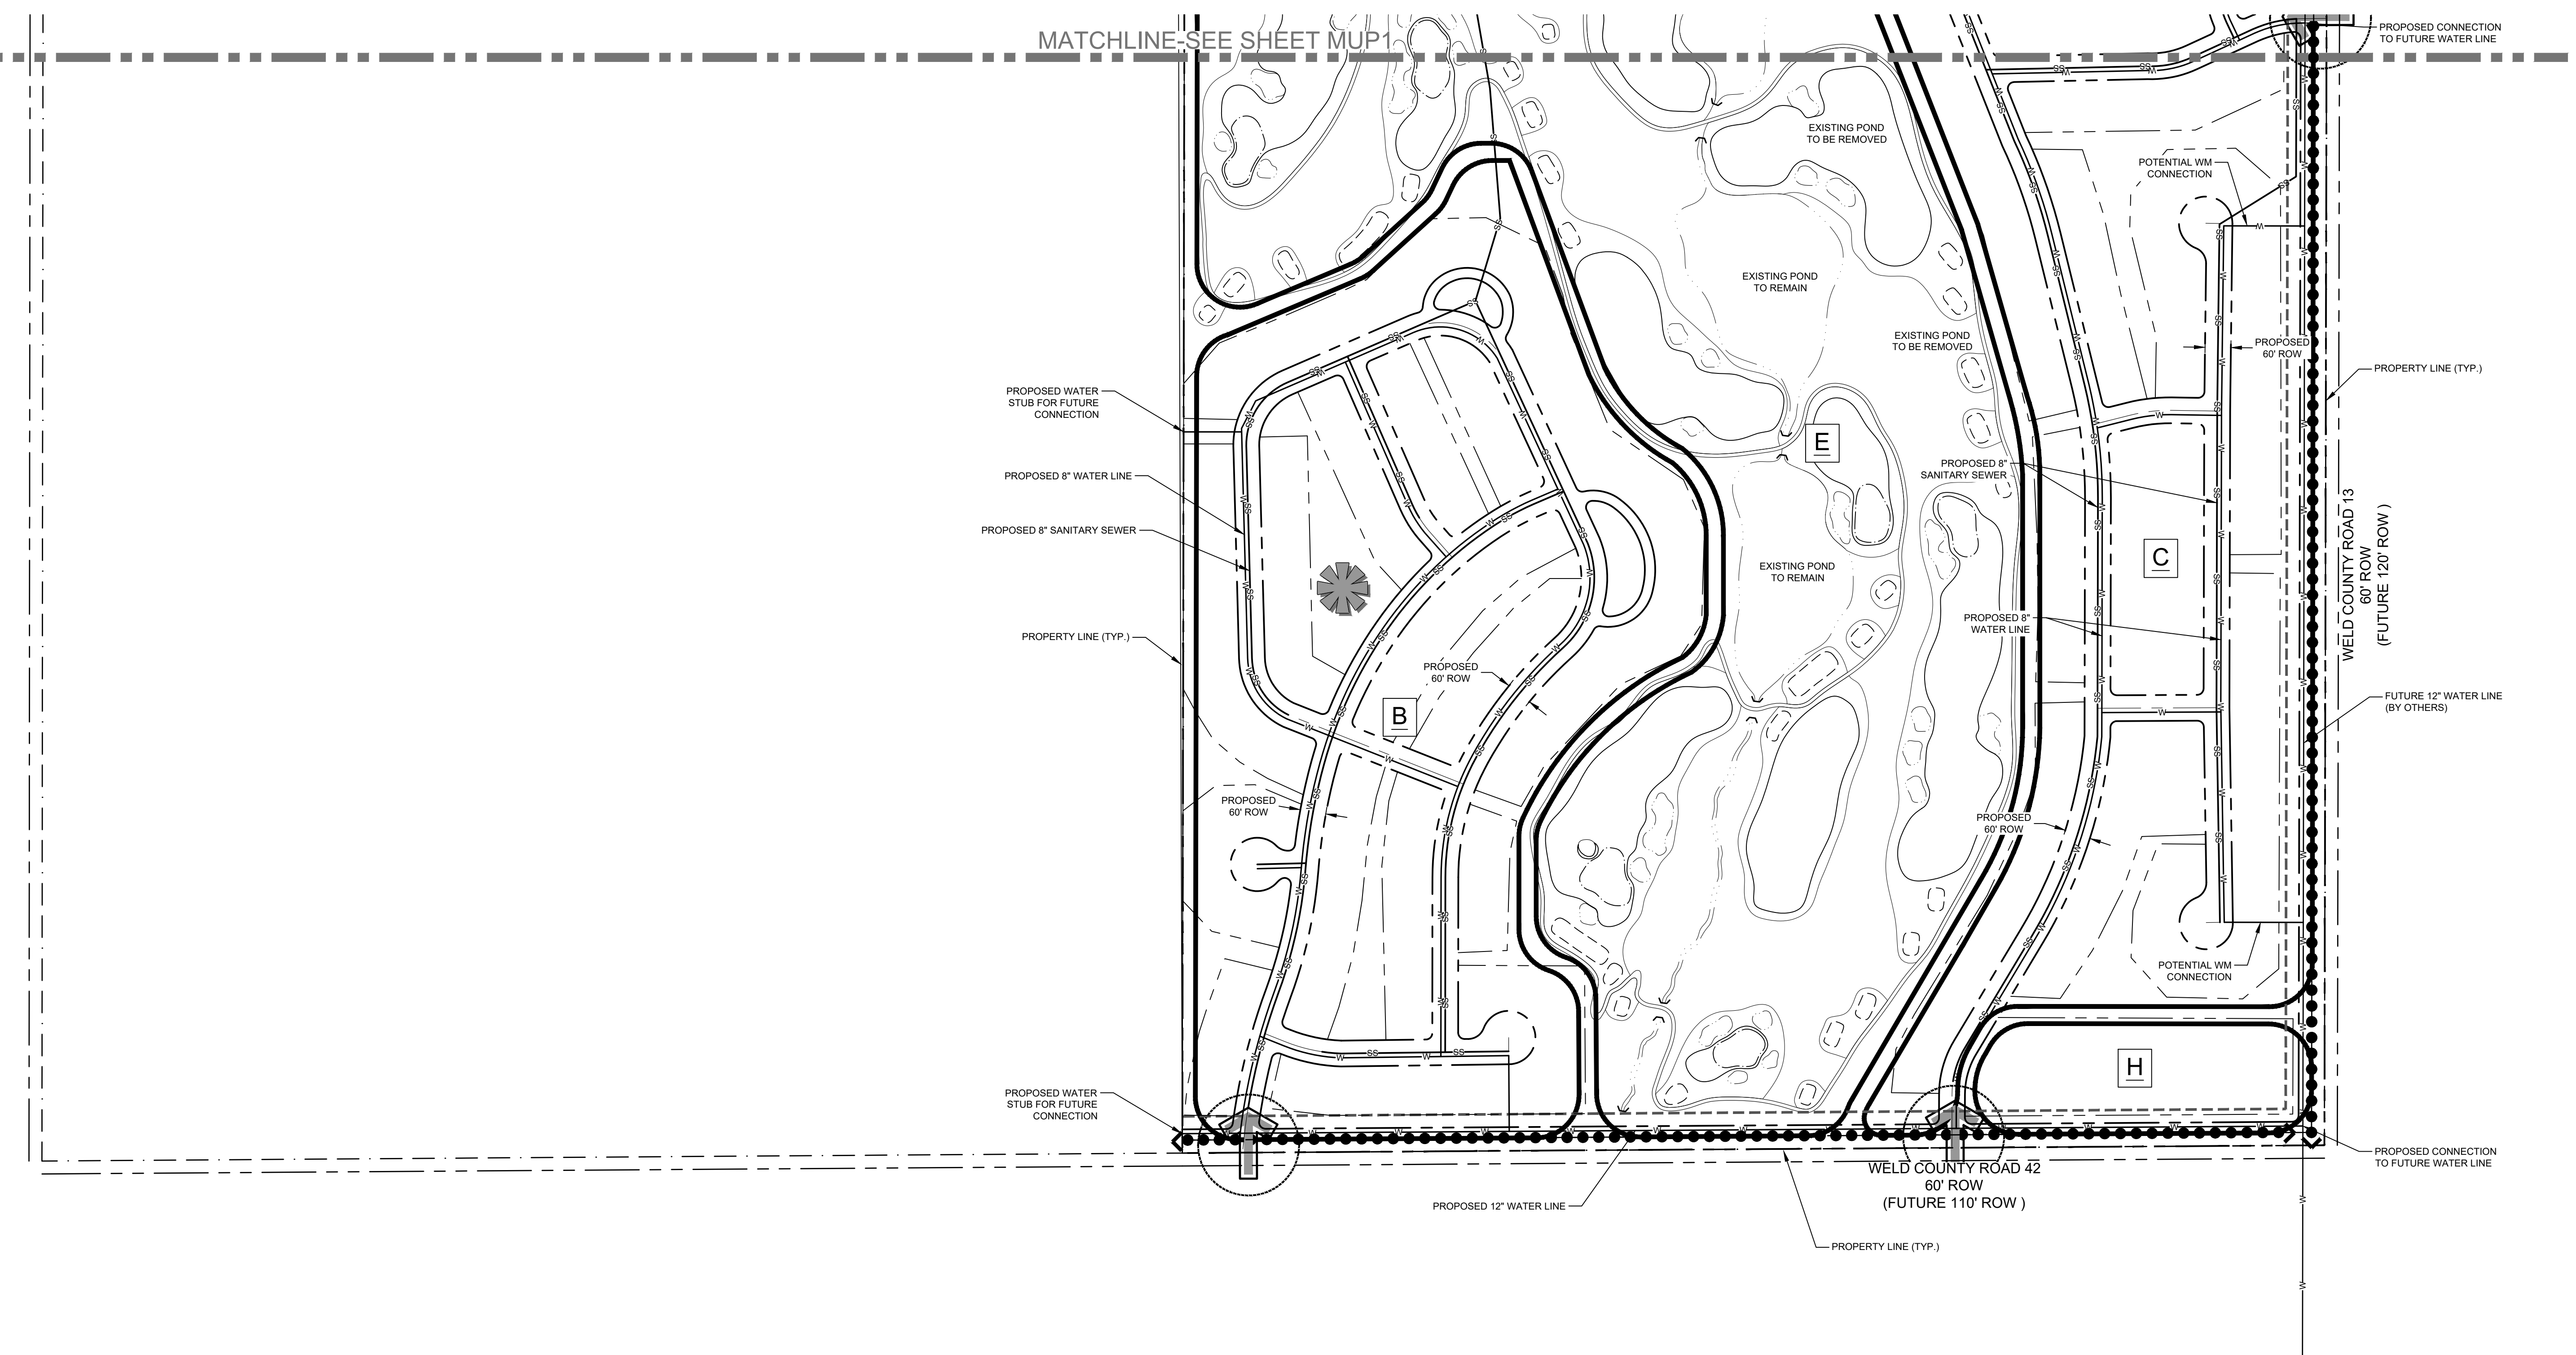 MATCHLINE-SEE SHEET MUP1
PROPOSED CONNECTION
TO FUTURE WATER LINE
EXISTING POND
TO BE REMOVED
POTENTIAL WM
CONNECTION
EXISTING POND
TO REMAIN
EXISTING POND
TO BE REMOVED
PROPOSED
60' ROW
PROPERTY LINE (TYP.)
PROPOSED WATER
STUB FOR FUTURE
CONNECTION
E
PROPOSED 8"
SANITARY SEWER
PROPOSED 8" WATER LINE
PROPOSED 8" SANITARY SEWER
C
WELD COUNTY ROAD 13
60' ROW
(FUTURE 120' ROW )
EXISTING POND
TO REMAIN
PROPOSED 8"
WATER LINE
PROPERTY LINE (TYP.)
PROPOSED
60' ROW
B
FUTURE 12" WATER LINE
(BY OTHERS)
PROPOSED
60' ROW
PROPOSED
60' ROW
POTENTIAL WM
CONNECTION
H
PROPOSED WATER
STUB FOR FUTURE
CONNECTION
PROPOSED CONNECTION
TO FUTURE WATER LINE
WELD COUNTY ROAD 42
60' ROW
(FUTURE 110' ROW )
PROPOSED 12" WATER LINE
PROPERTY LINE (TYP.)